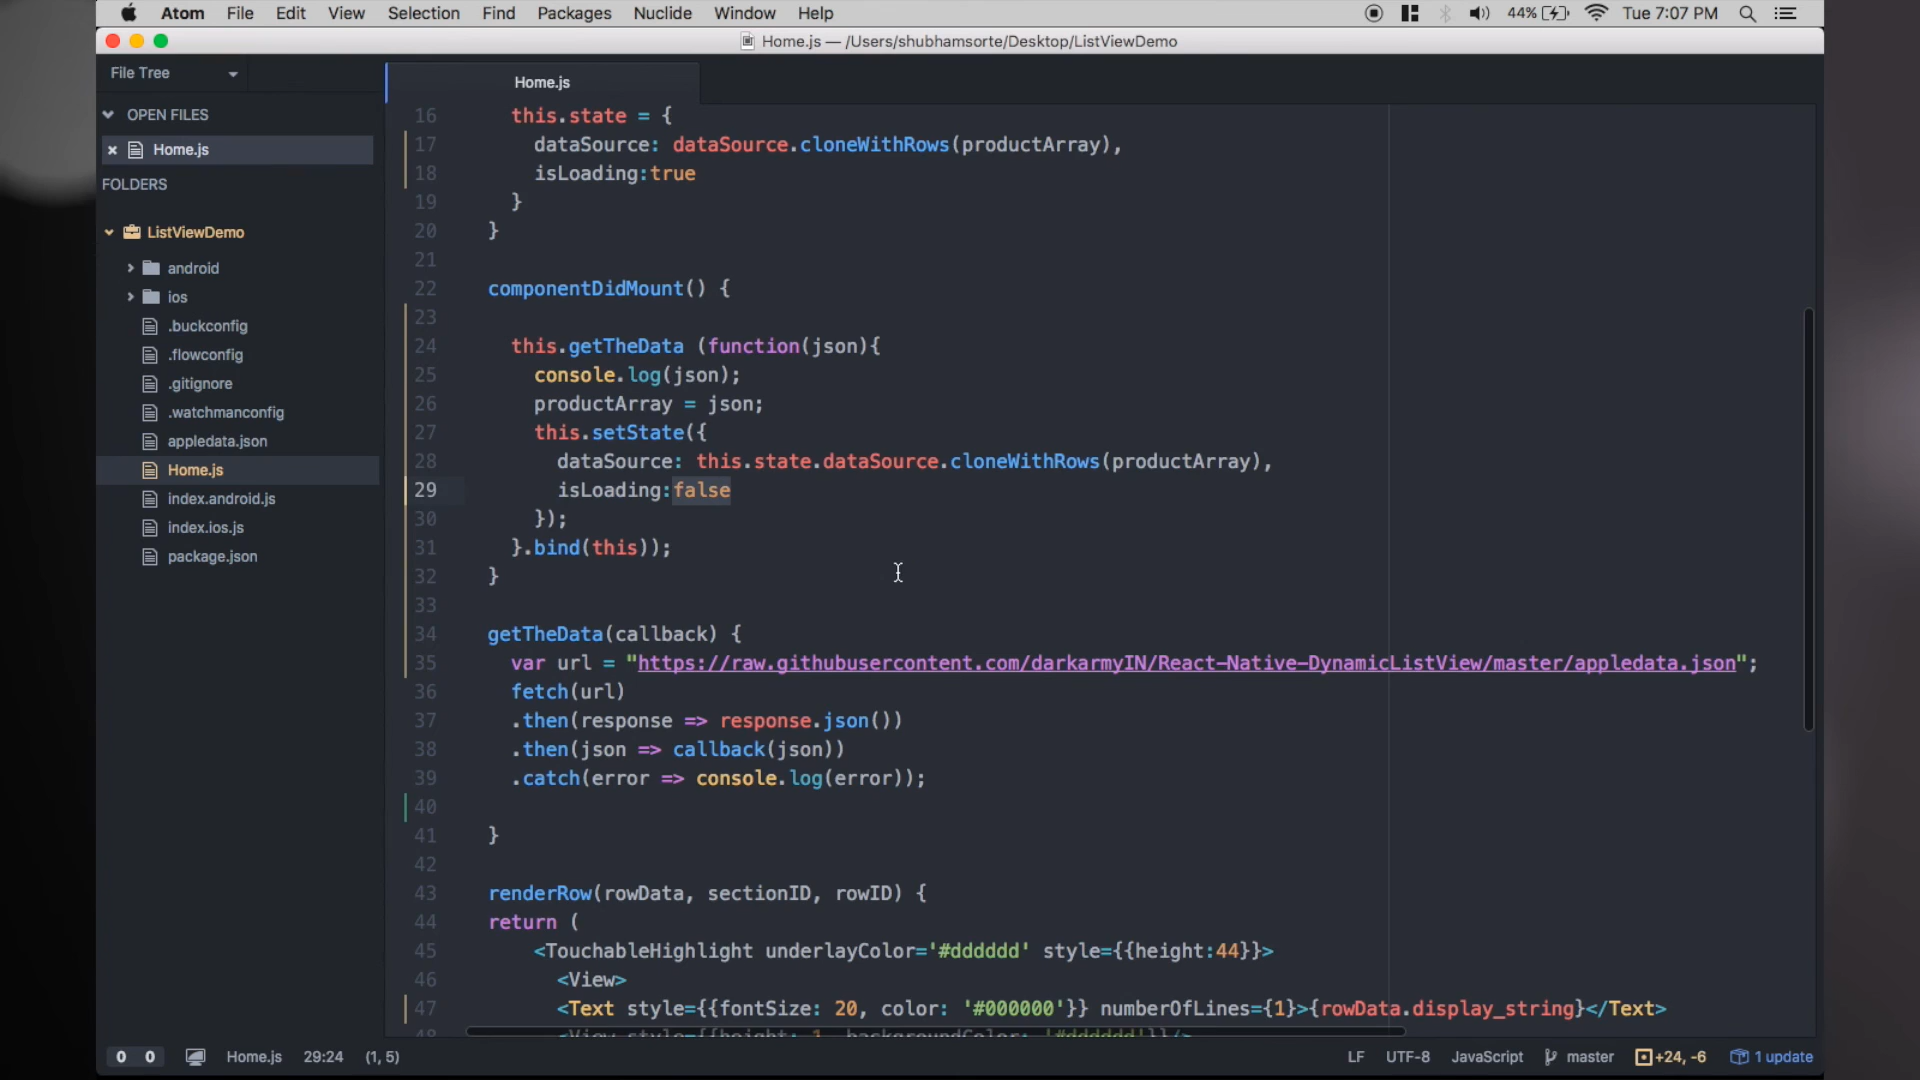 Atom File Edit View Selection Find Packages Nuclide Window Help 44% Tue 7:07 PM
Home.js — /Users/shubhamsorte/Desktop/ListViewDemo
File Tree
Home.js
OPEN FILES
Home.js
FOLDERS
ListViewDemo
android
ios
.buckconfig
.flowconfig
.gitignore
.watchmanconfig
appledata.json
Home.js
index.android.js
index.ios.js
package.json
16 this.state = {
17 dataSource: dataSource.cloneWithRows(productArray),
18 isLoading:true
19 }
20 }
21
22 componentDidMount() {
23
24 this.getTheData (function(json){
25 console.log(json);
26 productArray = json;
27 this.setState({
28 dataSource: this.state.dataSource.cloneWithRows(productArray),
29 isLoading:false
30 });
31 }.bind(this));
32 }
33
34 getTheData(callback) {
35 var url = "https://raw.githubusercontent.com/darkarmyIN/React-Native-DynamicListView/master/appledata.json";
36 fetch(url)
37 .then(response => response.json())
38 .then(json => callback(json))
39 .catch(error => console.log(error));
40
41 }
42
43 renderRow(rowData, sectionID, rowID) {
44 return (
45 <TouchableHighlight underlayColor='#dddddd' style={{height:44}}>
46 <View>
47 <Text style={{fontSize: 20, color: '#000000'}} numberOfLines={1}>{rowData.display_string}</Text>
48 <View style={{height: 1, backgroundColor: '#dddddd'}}/>
0 0 Home.js 29:24 (1, 5) LF UTF-8 JavaScript master +24, -6 1 update